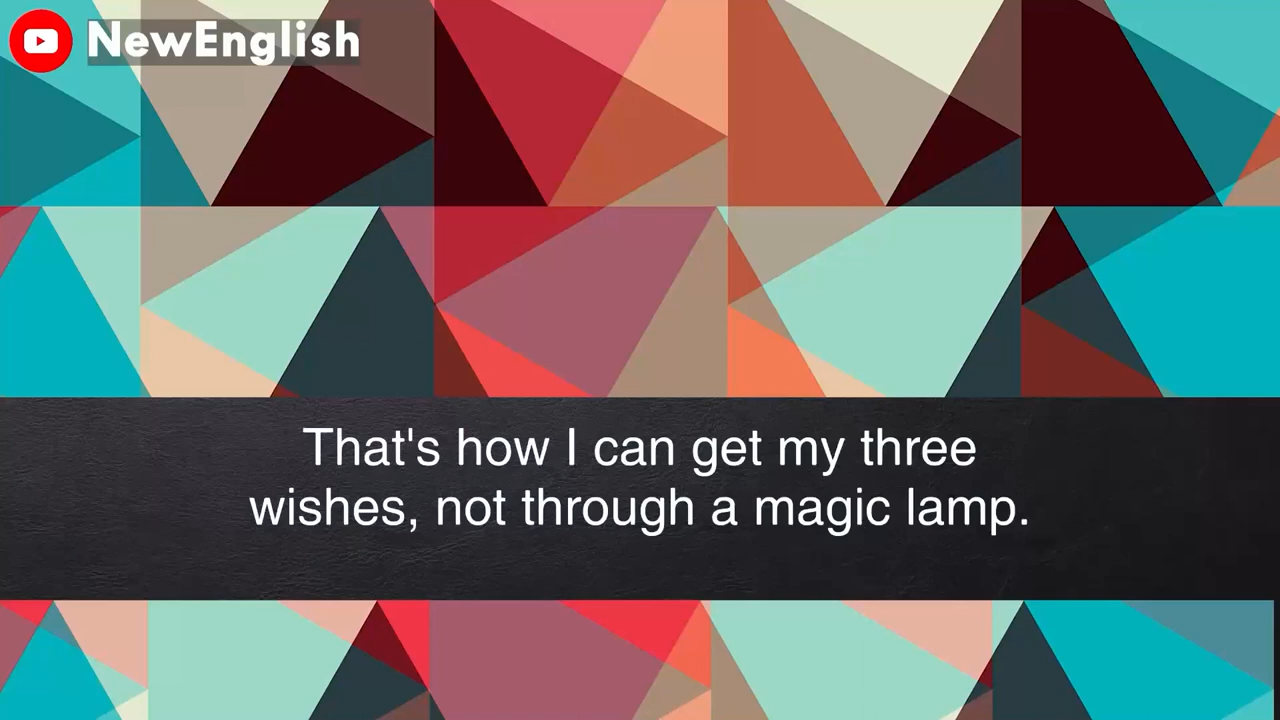 NewEnglish
That's how I can get my three
wishes, not through a magic lamp.